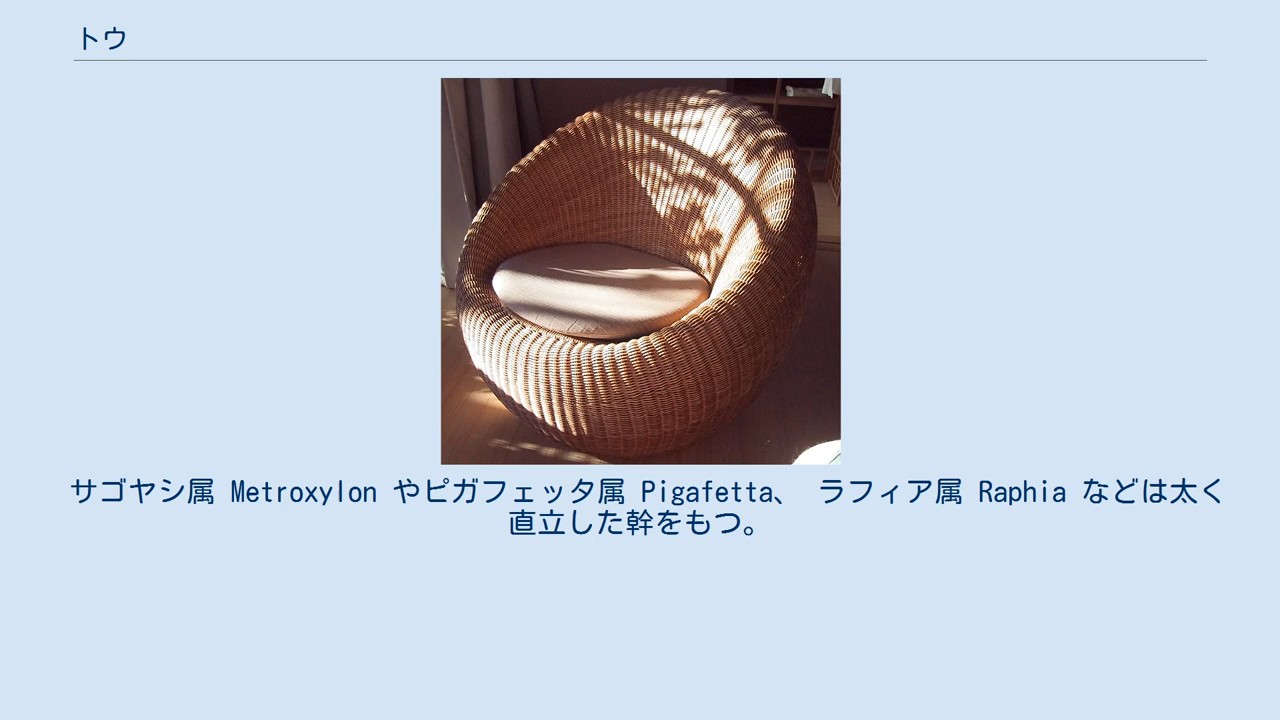 トウ
サゴヤシ属 Metroxylon やピガフェッタ属 Pigafetta、 ラフィア属 Raphia などは太く
直立した幹をもつ。